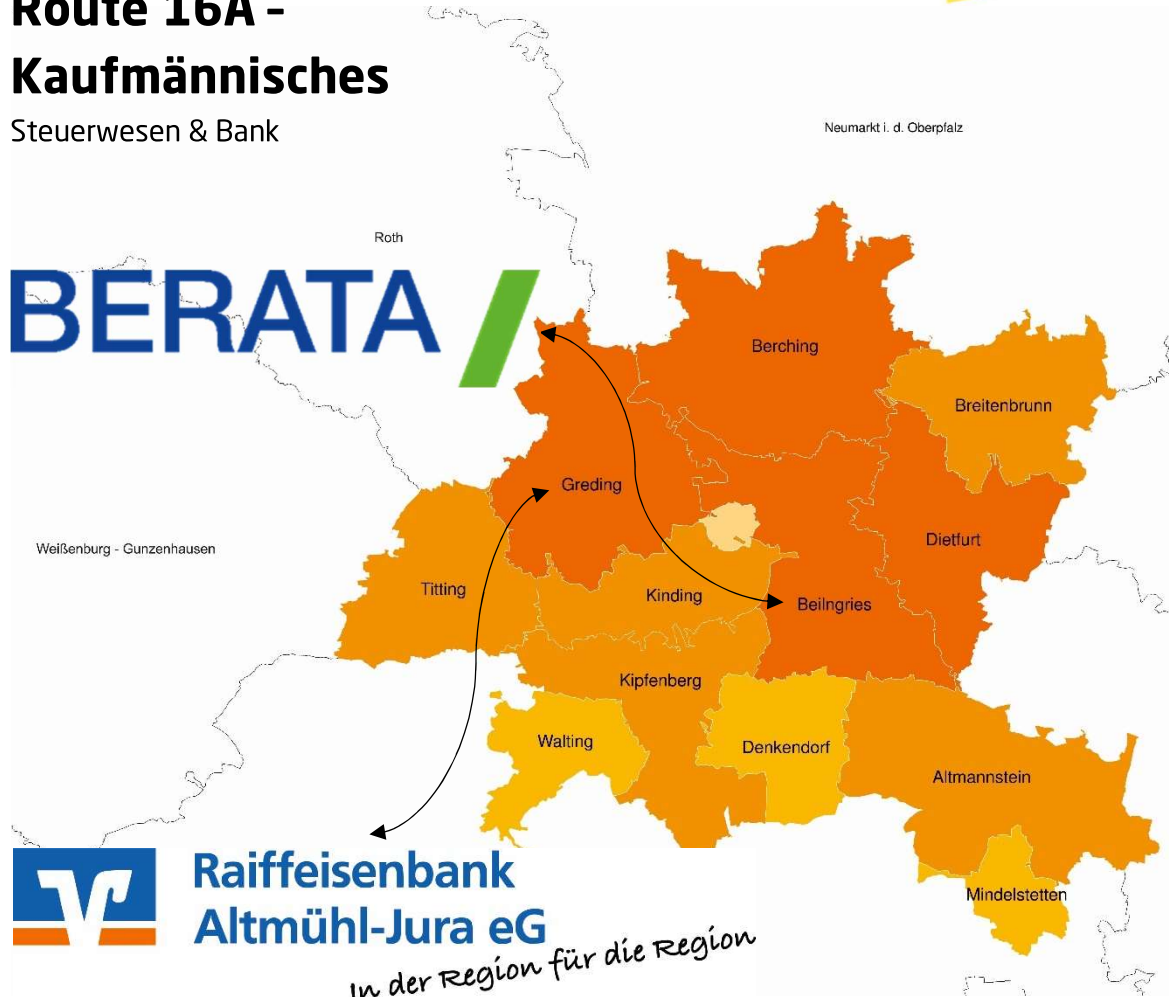 Route 16A -
Kaufmännisches
Steuerwesen & Bank
Neumarkt i. d. Oberpfalz
Roth
BERATA
Berching
Breitenbrunn
Greding
Dietfurt
Weißenburg - Gunzenhausen
Titting
Kinding
Beilngries
Kipfenberg
Walting
Denkendorf
Altmannstein
Mindelstetten
Raiffeisenbank
Altmühl-Jura eG
In der Region für die Region